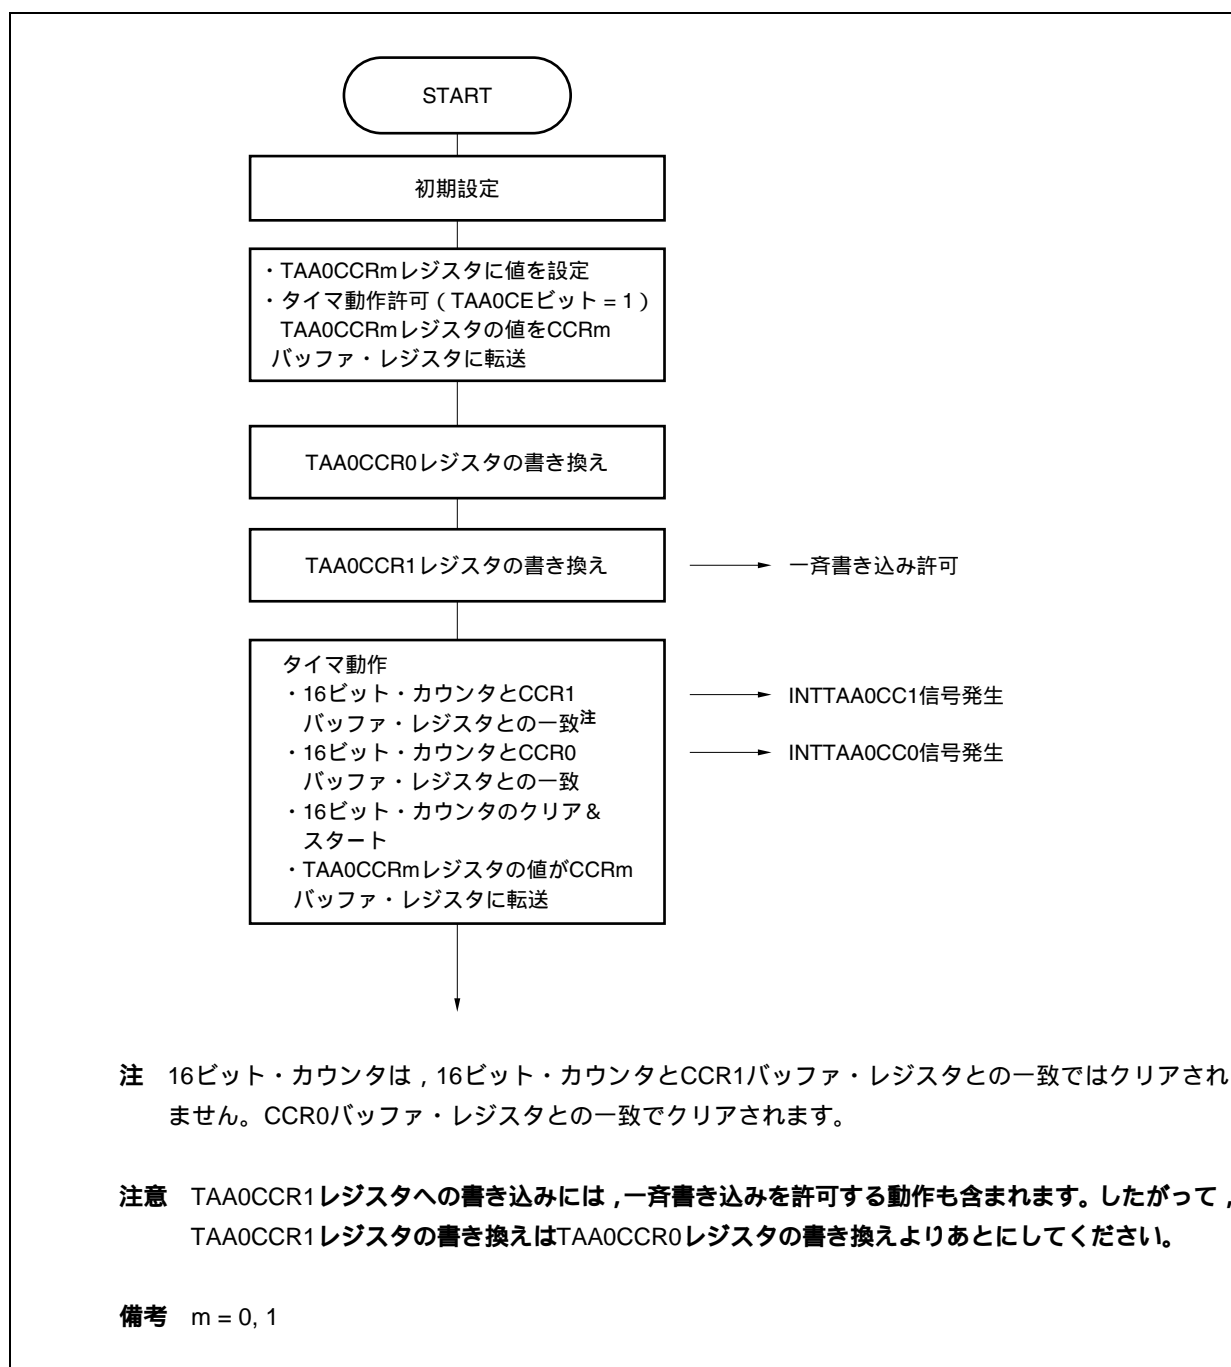 START
初期設定
・TAA0CCRmレジスタに値を設定
・タイマ動作許可（TAA0CEビット = 1）
TAA0CCRmレジスタの値をCCRm
バッファ・レジスタに転送
TAA0CCR0レジスタの書き換え
TAA0CCR1レジスタの書き換え
一斉書き込み許可
タイマ動作
・16ビット・カウンタとCCR1
バッファ・レジスタとの一致注
INTTAA0CC1信号発生
・16ビット・カウンタとCCR0
バッファ・レジスタとの一致
INTTAA0CC0信号発生
・16ビット・カウンタのクリア＆
スタート
・TAA0CCRmレジスタの値がCCRm
バッファ・レジスタに転送
注 16ビット・カウンタは，16ビット・カウンタとCCR1バッファ・レジスタとの一致ではクリアされ
ません。CCR0バッファ・レジスタとの一致でクリアされます。
注意 TAA0CCR1レジスタへの書き込みには，一斉書き込みを許可する動作も含まれます。したがって，
TAA0CCR1レジスタの書き換えはTAA0CCR0レジスタの書き換えよりあとにしてください。
備考 m = 0, 1